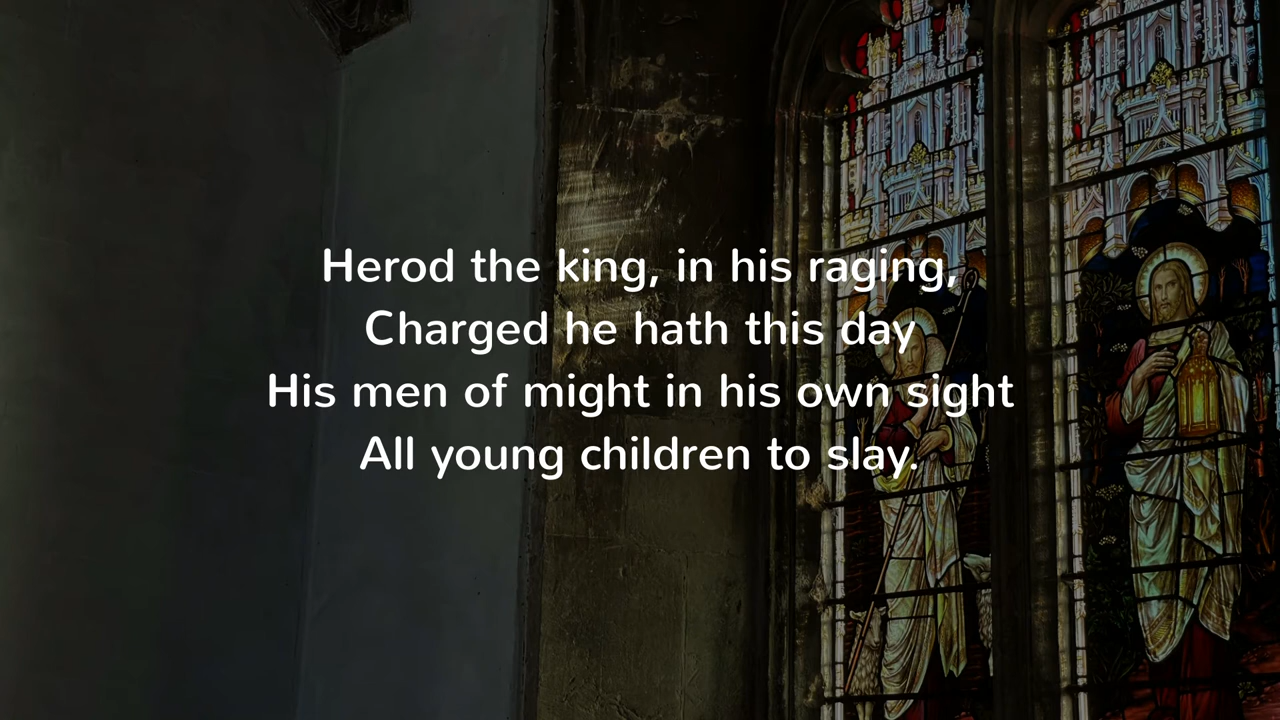 Herod the king, in his raging,
Charged he hath this day
His men of might in his own sight
All young children to slay.